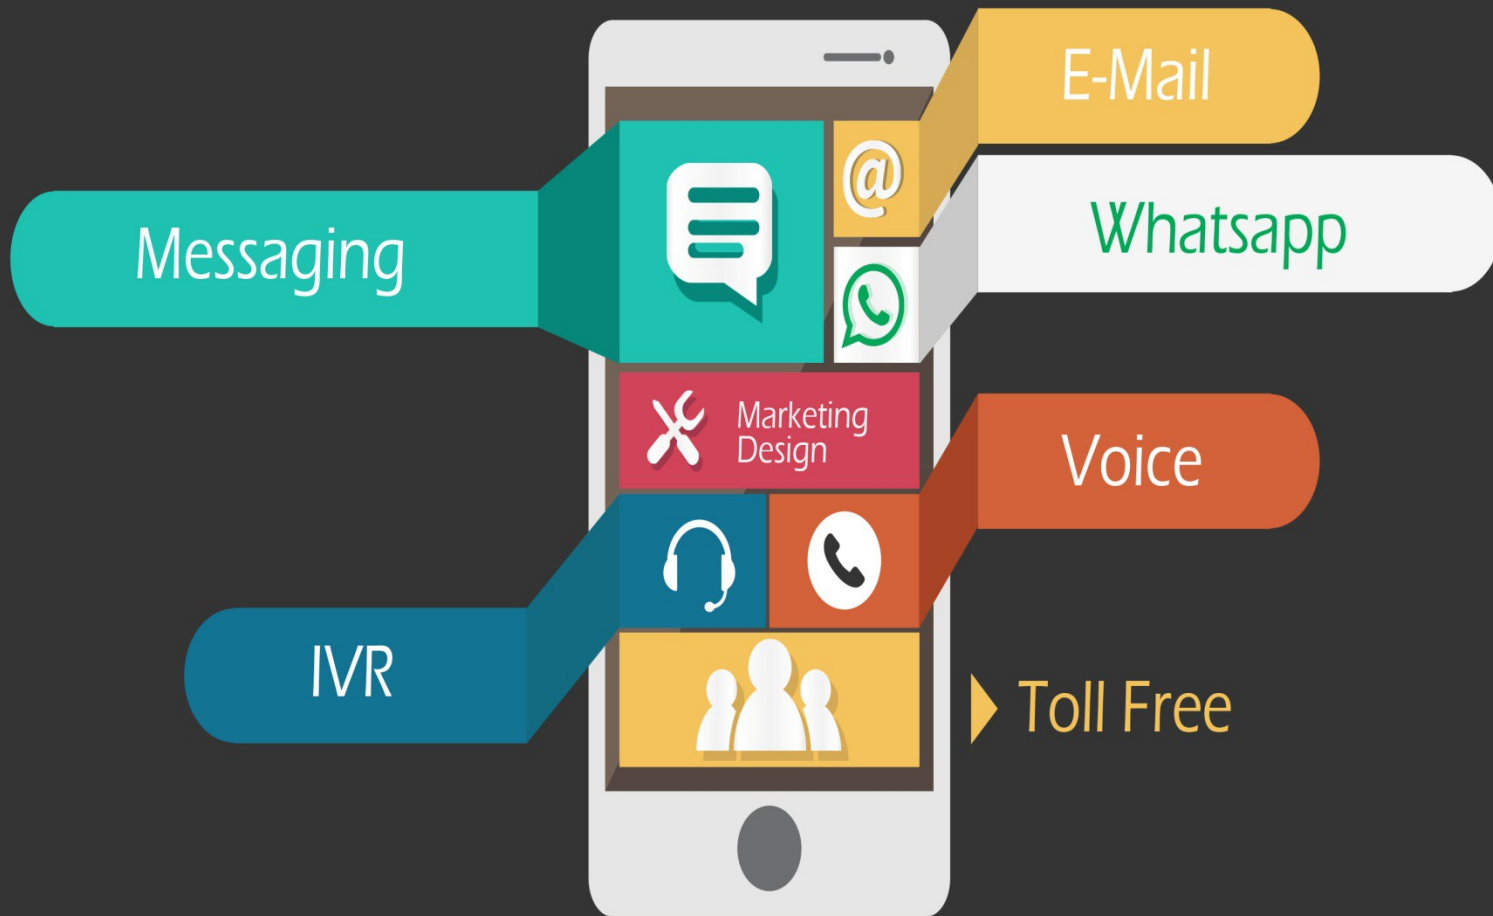 E-Mail
Whatsapp
Messaging
@
Marketing
Design
Voice
IVR
Toll Free